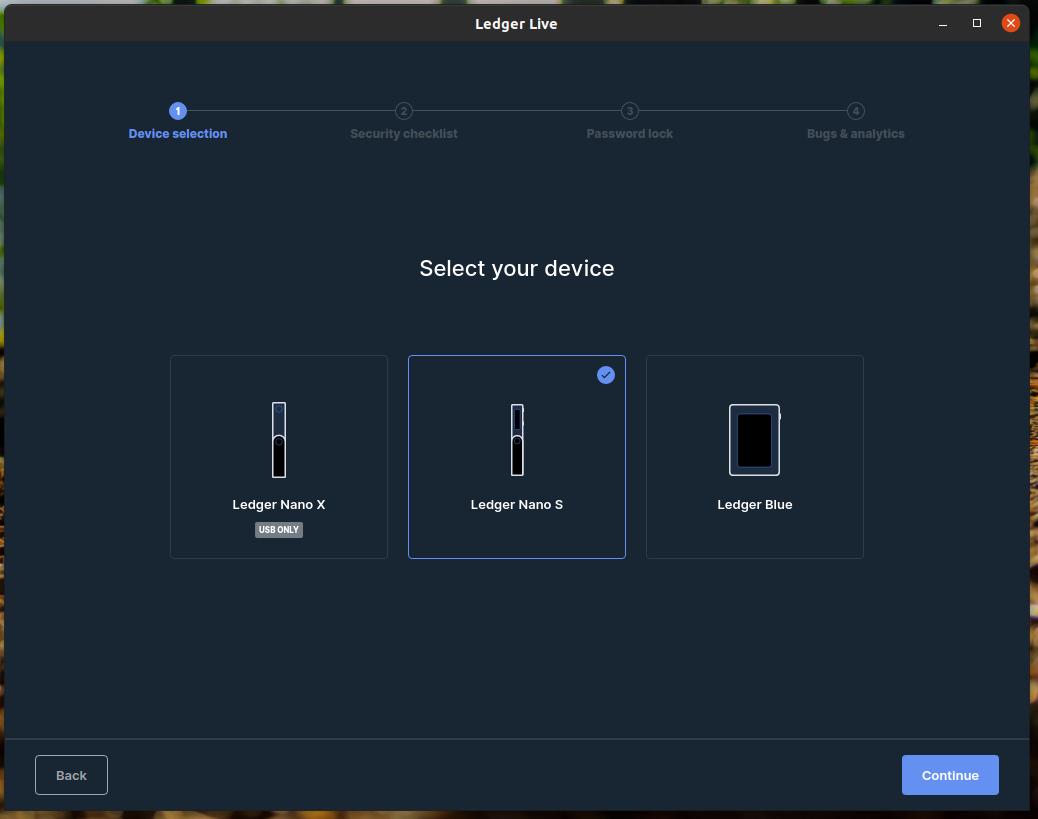 Ledger Live
1 2 3 4
Device selection Security checklist Password lock Bugs & analytics
Select your device
Ledger Nano X Ledger Nano S Ledger Blue
USB ONLY
Back Continue